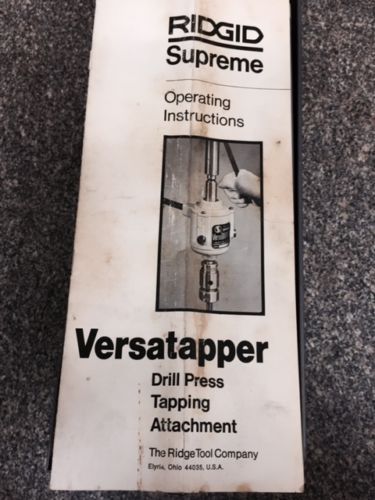 RIDGID
Supreme
Operating
Instructions
Versatapper
Drill Press
Tapping
Attachment
The Ridge Tool Company
Elyria, Ohio 44035, U.S.A.